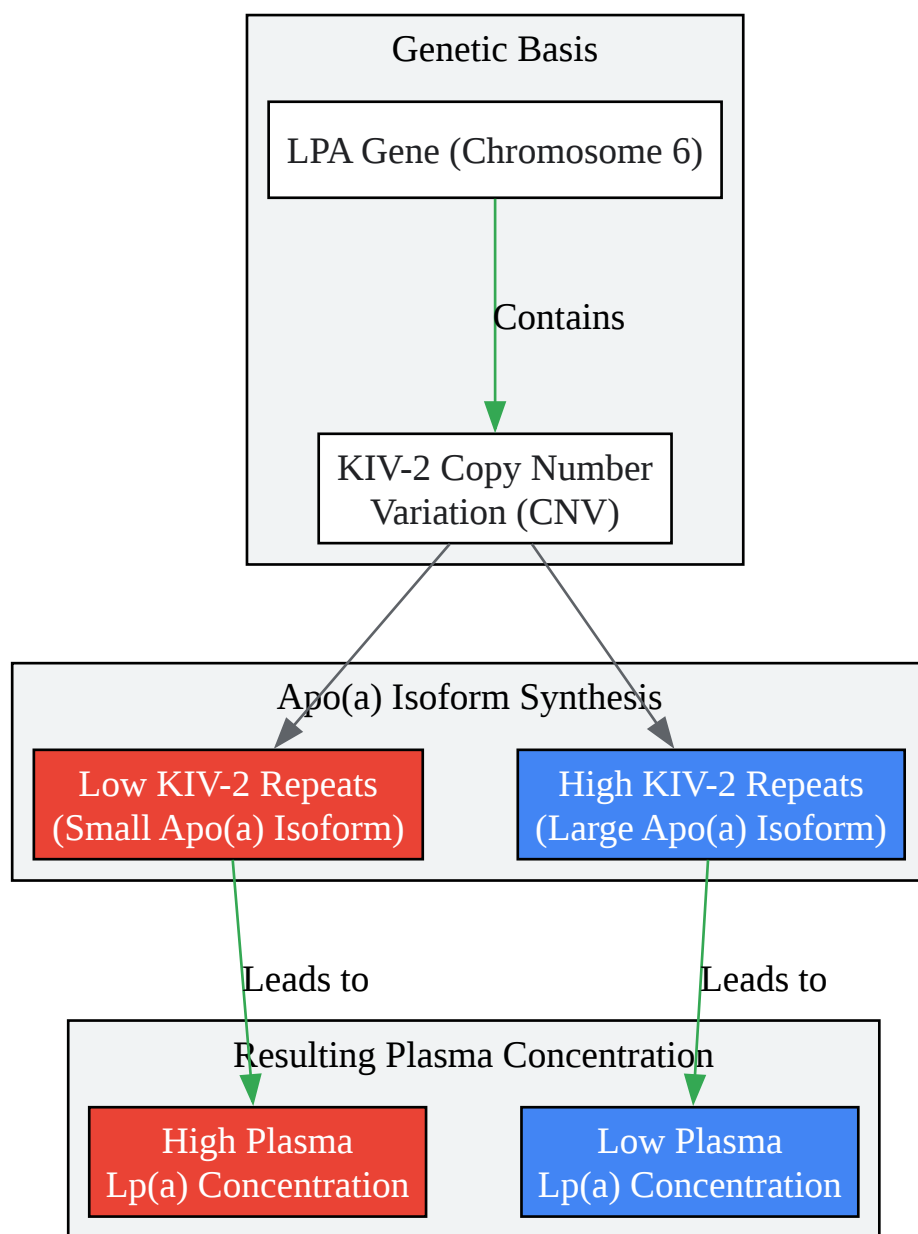 Genetic Basis
LPA Gene (Chromosome 6)
Contains
KIV-2 Copy Number
Variation (CNV)
Apo(a) Isoform Synthesis
Low KIV-2 Repeats
(Small Apo(a) Isoform)
High KIV-2 Repeats
(Large Apo(a) Isoform)
Leads to
Leads to
Resulting Plasma Concentration
High Plasma
Lp(a) Concentration
Low Plasma
Lp(a) Concentration